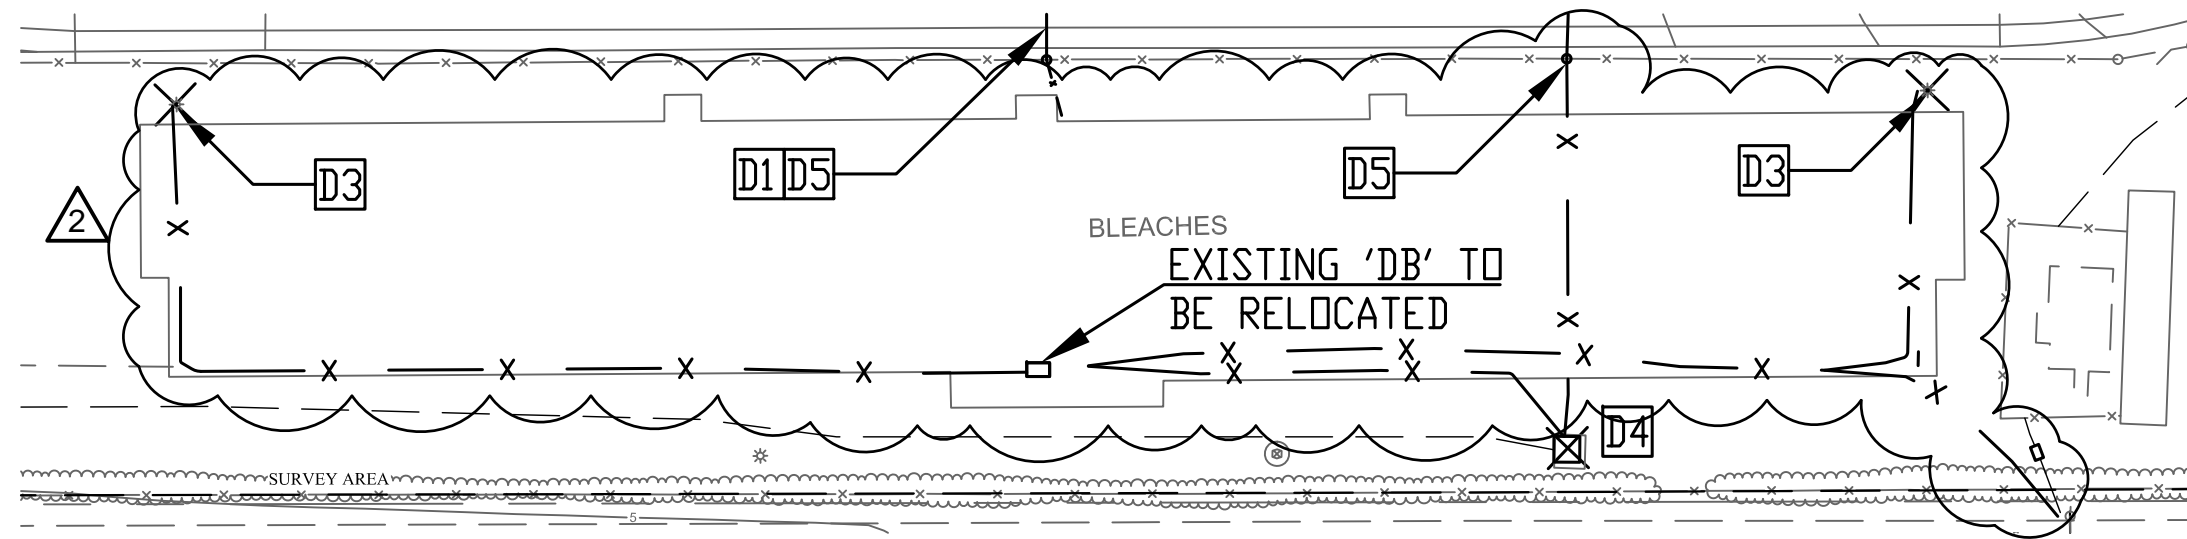 D3
D1 D5
D5
D3
2
BLEACHES
EXISTING 'DB' TO
BE RELOCATED
D4
SURVEY AREA
5